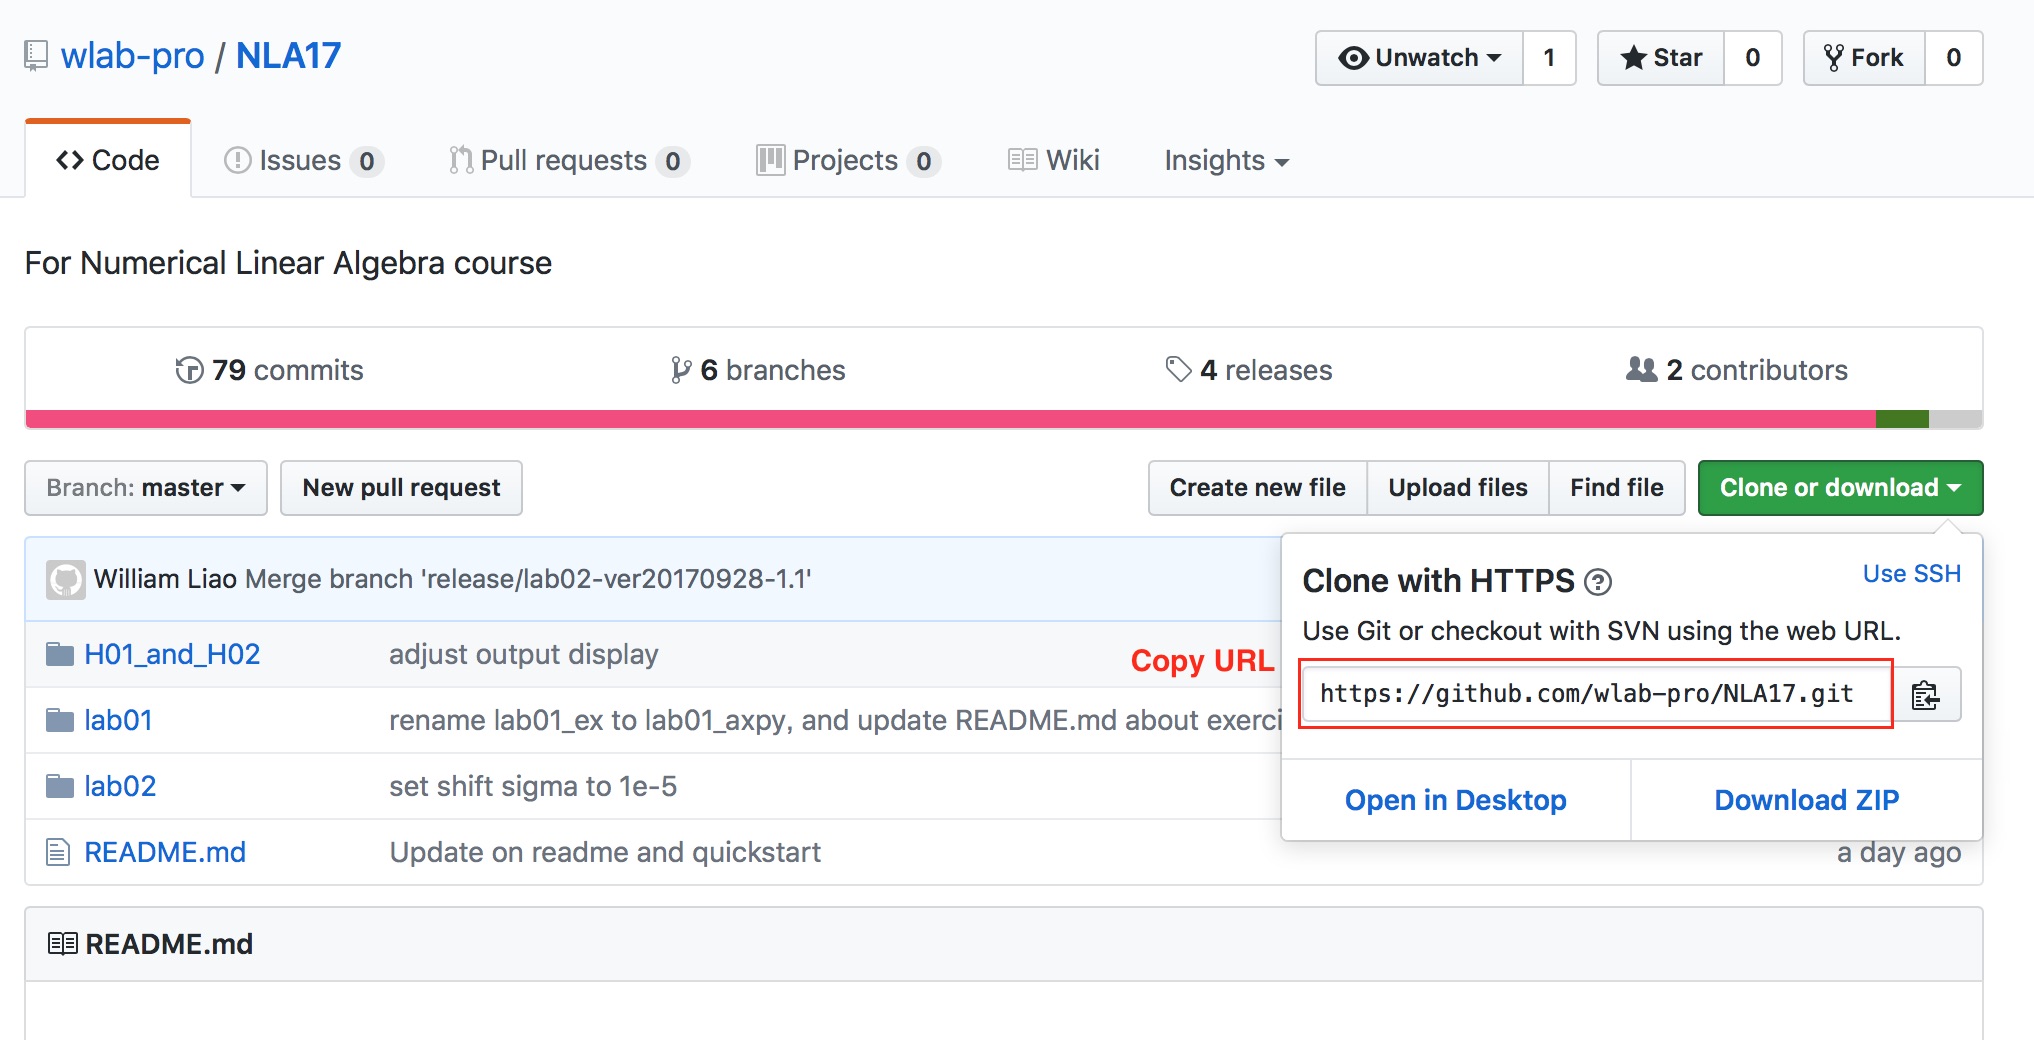 wlab-pro / NLA17
Unwatch 1 Star 0 Fork 0
Code Issues 0 Pull requests 0 Projects 0 Wiki Insights
For Numerical Linear Algebra course
79 commits 6 branches 4 releases 2 contributors
Branch: master New pull request Create new file Upload files Find file Clone or download
William Liao Merge branch 'release/lab02-ver20170928-1.1'
H01_and_H02 adjust output display
lab01 rename lab01_ex to lab01_axpy, and update README.md about exerci
lab02 set shift sigma to 1e-5
README.md Update on readme and quickstart a day ago
Clone with HTTPS ? Use SSH
Use Git or checkout with SVN using the web URL.
Copy URL
https://github.com/wlab-pro/NLA17.git
Open in Desktop Download ZIP
README.md